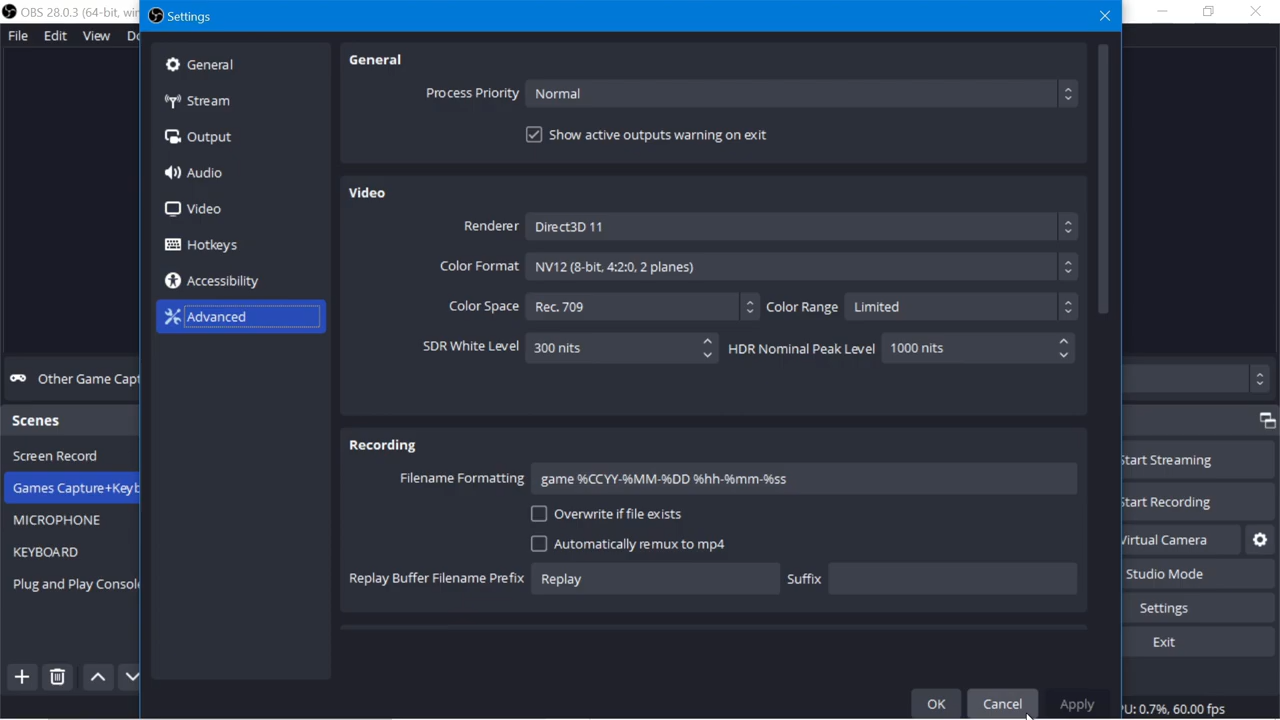 OBS 28.0.3 (64-bit, win
Settings
File Edit View Do
General
Stream
Output
Audio
Video
Hotkeys
Accessibility
Advanced
General
Process Priority Normal
Show active outputs warning on exit
Video
Renderer Direct3D 11
Color Format NV12 (8-bit, 4:2:0, 2 planes)
Color Space Rec. 709 Color Range Limited
SDR White Level 300 nits HDR Nominal Peak Level 1000 nits
Recording
Filename Formatting game %CCYY-%MM-%DD %hh-%mm-%ss
Overwrite if file exists
Automatically remux to mp4
Replay Buffer Filename Prefix Replay Suffix
OK Cancel Apply
Other Game Capt
Scenes
Screen Record
Games Capture+Keyb
MICROPHONE
KEYBOARD
Plug and Play Console
Start Streaming
Start Recording
Virtual Camera
Studio Mode
Settings
Exit
PU: 0.7%, 60.00 fps